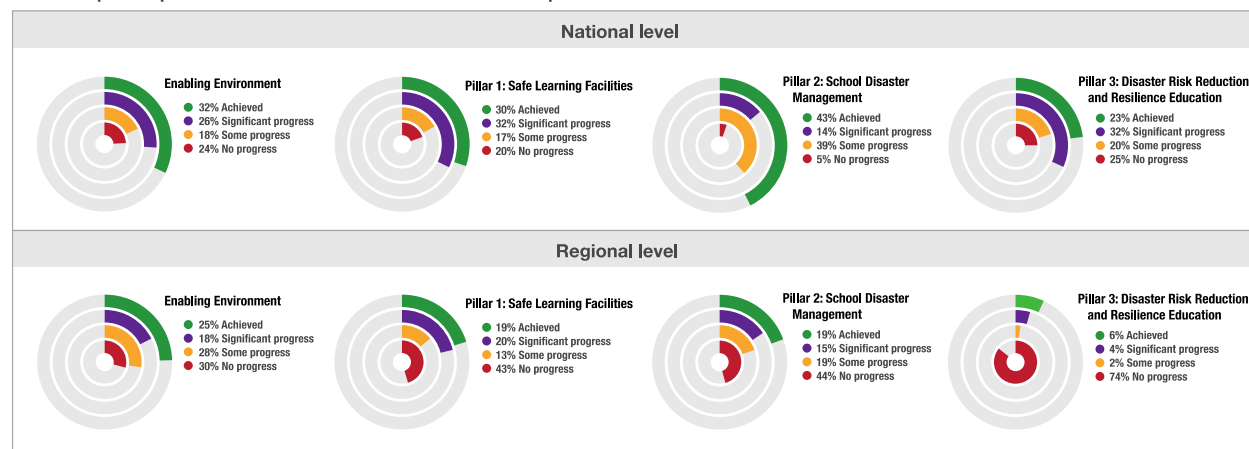 National level
Enabling Environment
32% Achieved
26% Significant progress
18% Some progress
24% No progress
Pillar 1: Safe Learning Facilities
30% Achieved
32% Significant progress
17% Some progress
20% No progress
Pillar 2: School Disaster
Management
43% Achieved
14% Significant progress
39% Some progress
5% No progress
Pillar 3: Disaster Risk Reduction
and Resilience Education
23% Achieved
32% Significant progress
20% Some progress
25% No progress
Regional level
Enabling Environment
25% Achieved
18% Significant progress
28% Some progress
30% No progress
Pillar 1: Safe Learning Facilities
19% Achieved
20% Significant progress
13% Some progress
43% No progress
Pillar 2: School Disaster
Management
19% Achieved
15% Significant progress
19% Some progress
44% No progress
Pillar 3: Disaster Risk Reduction
and Resilience Education
6% Achieved
4% Significant progress
2% Some progress
74% No progress